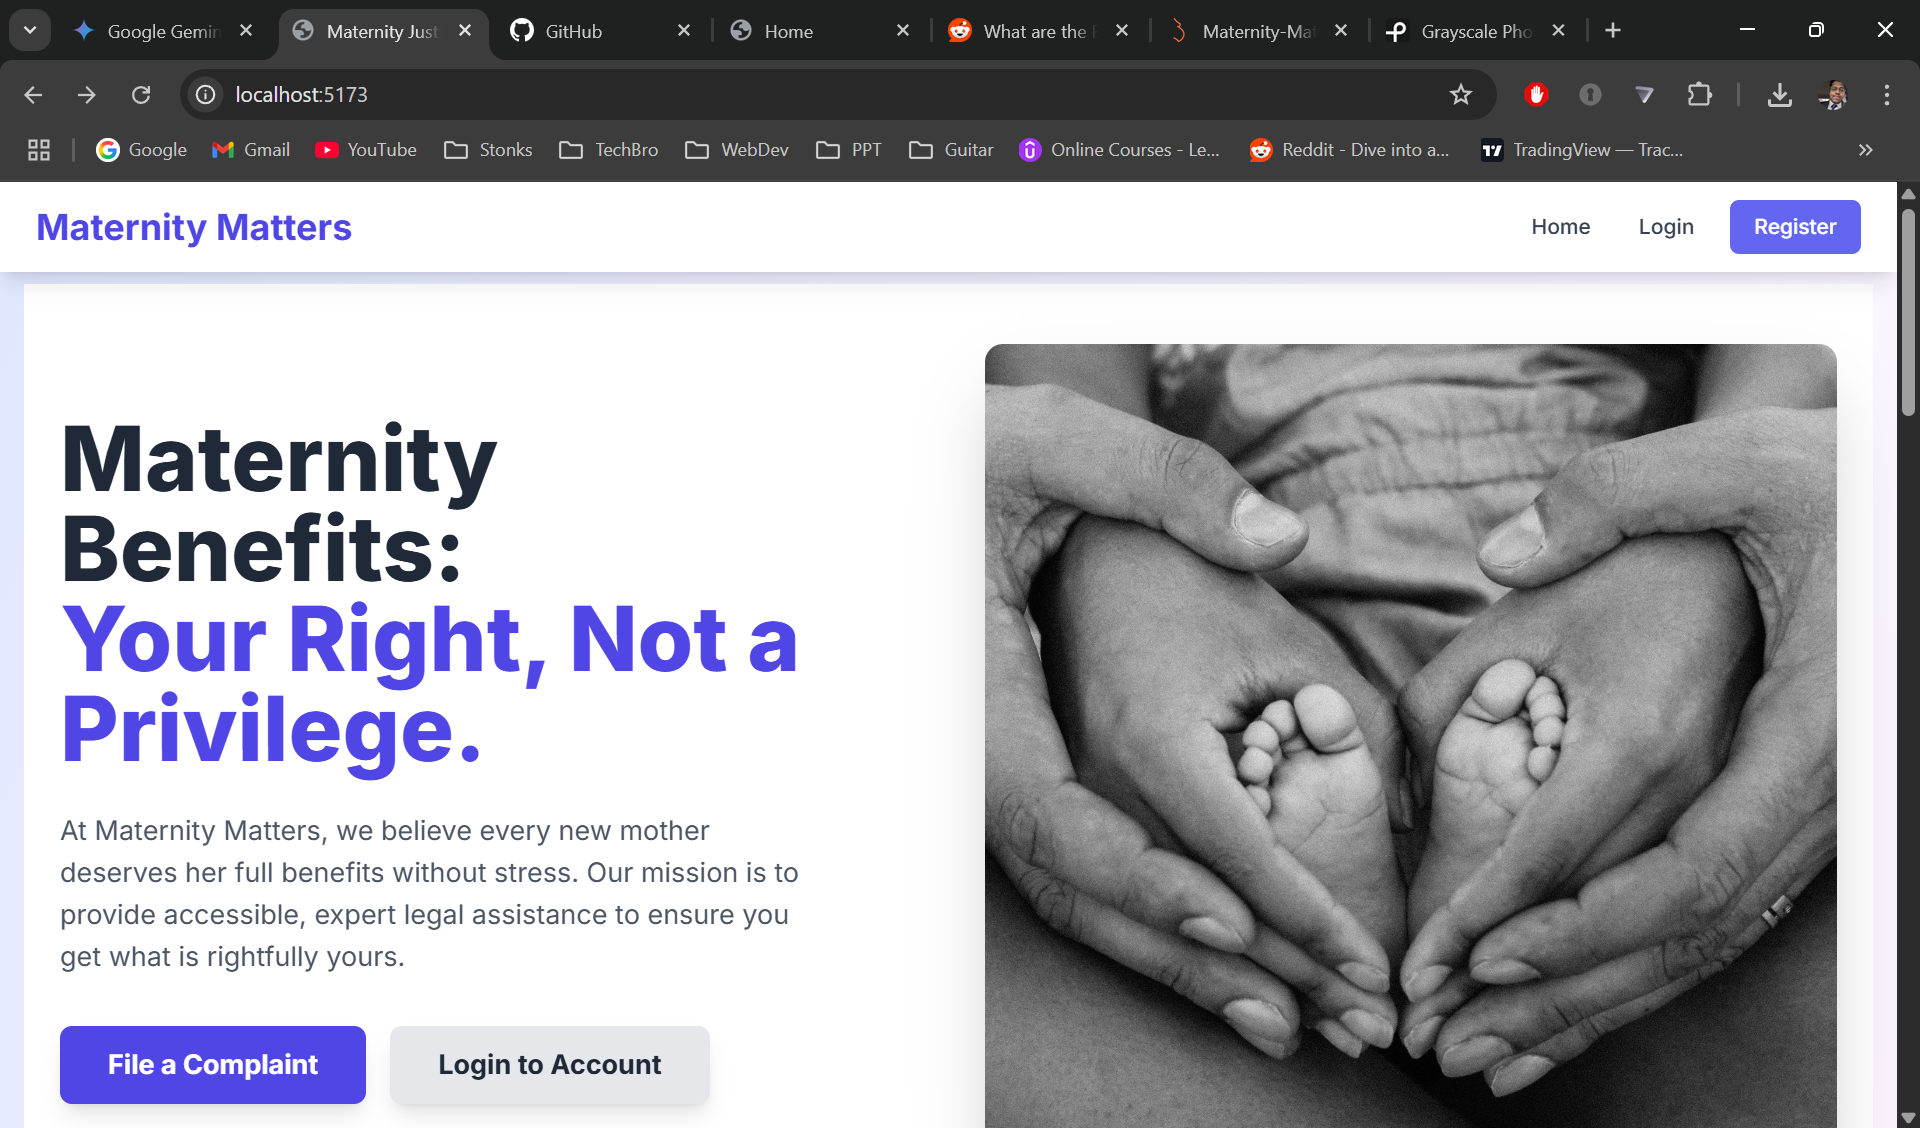 Google Gemin
Maternity Just
GitHub
Home
What are the
Maternity-Mat
Grayscale Pho
localhost:5173
Google
Gmail
YouTube
Stonks
TechBro
WebDev
PPT
Guitar
Online Courses - Le...
Reddit - Dive into a...
TradingView — Trac...
Maternity Matters
Home
Login
Register
Maternity
Benefits:
Your Right, Not a
Privilege.
At Maternity Matters, we believe every new mother
deserves her full benefits without stress. Our mission is to
provide accessible, expert legal assistance to ensure you
get what is rightfully yours.
File a Complaint
Login to Account